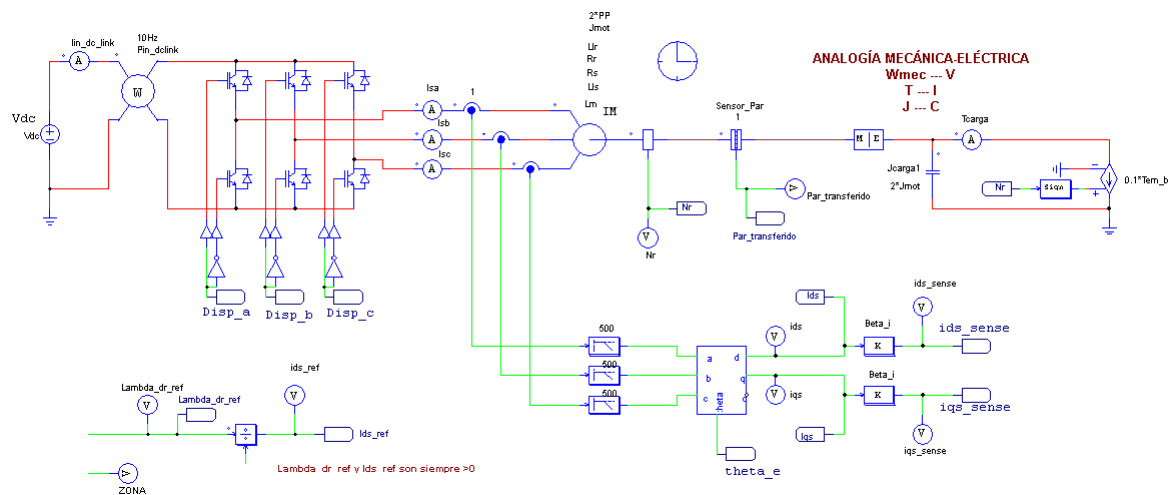 Iin_dc_link
A
10Hz
Pin_dclink
W
Vdc
Vdc
Disp_a
Disp_b
Disp_c
Isa
A
1
Isb
A
Isc
A
2*PP
Jmot
Llr
Rr
Rs
Lls
Lm
IM
Nr
V
Nr
Sensor_Par
1
Par_transferido
Par_transferido
ANALOGÍA MECÁNICA-ELÉCTRICA
Wmec --- V
T --- I
J --- C
M E
Tcarga
A
Jcarga1
2*Jmot
Nr
Sign
0.1*Tem_b
500
500
500
a
b
c
d
q
o
theta
theta_e
ids
V
V
iqs
Ids
Iqs
Beta_i
K
Beta_i
K
ids_sense
V
ids_sense
iqs_sense
V
iqs_sense
Lambda_dr_ref
V
Lambda_dr_ref
ids_ref
V
Ids_ref
Lambda_dr_ref y Ids_ref son siempre >0
ZONA